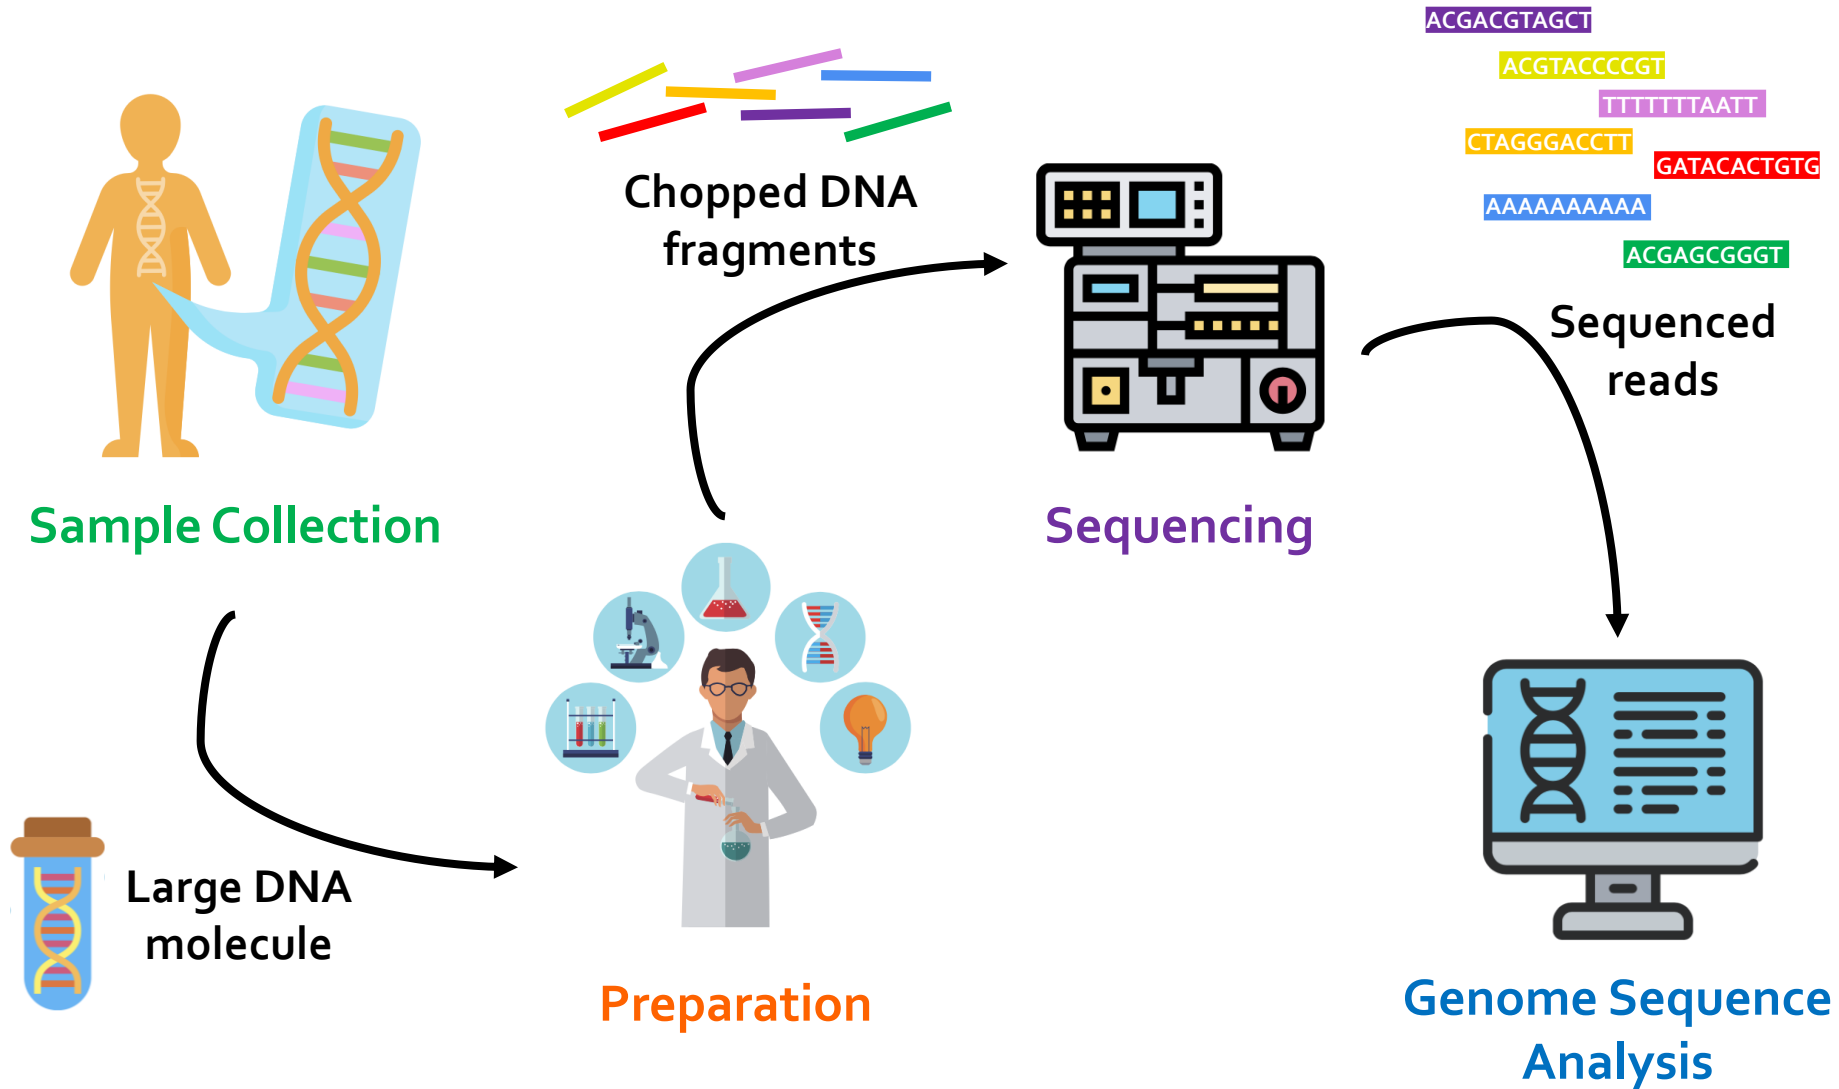 ACGACGTAGCT
ACGTACCCCGT
TTTTTTTAATT
CTAGGGACCTT
GATACACTGTG
AAAAAAAAAA
ACGAGCGGGT
Chopped DNA
fragments
Sequenced
reads
Sample Collection
Sequencing
Large DNA
molecule
Preparation
Genome Sequence
Analysis